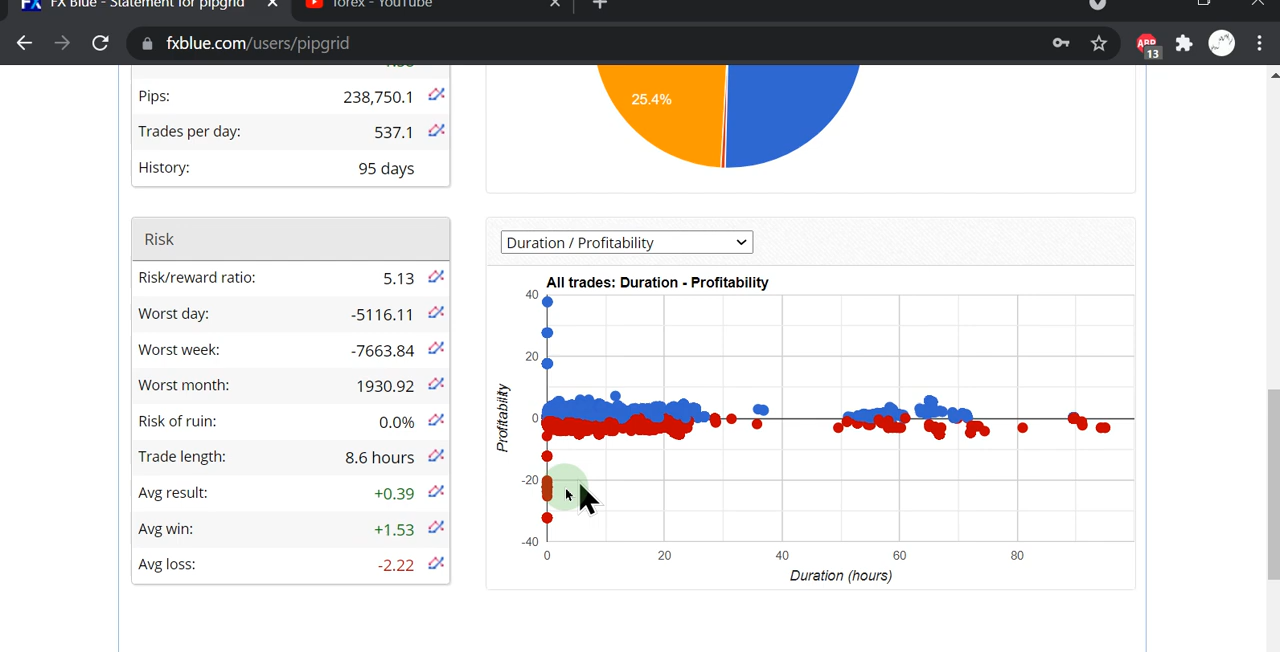 FX Blue - Statement for pipgrid
forex - YouTube
fxblue.com/users/pipgrid
ABP
13
Pips: 238,750.1
Trades per day: 537.1
History: 95 days
25.4%
Risk
Risk/reward ratio: 5.13
Worst day: -5116.11
Worst week: -7663.84
Worst month: 1930.92
Risk of ruin: 0.0%
Trade length: 8.6 hours
Avg result: +0.39
Avg win: +1.53
Avg loss: -2.22
Duration / Profitability
All trades: Duration - Profitability
40
20
0
-20
-40
Profitability
0 20 40 60 80
Duration (hours)